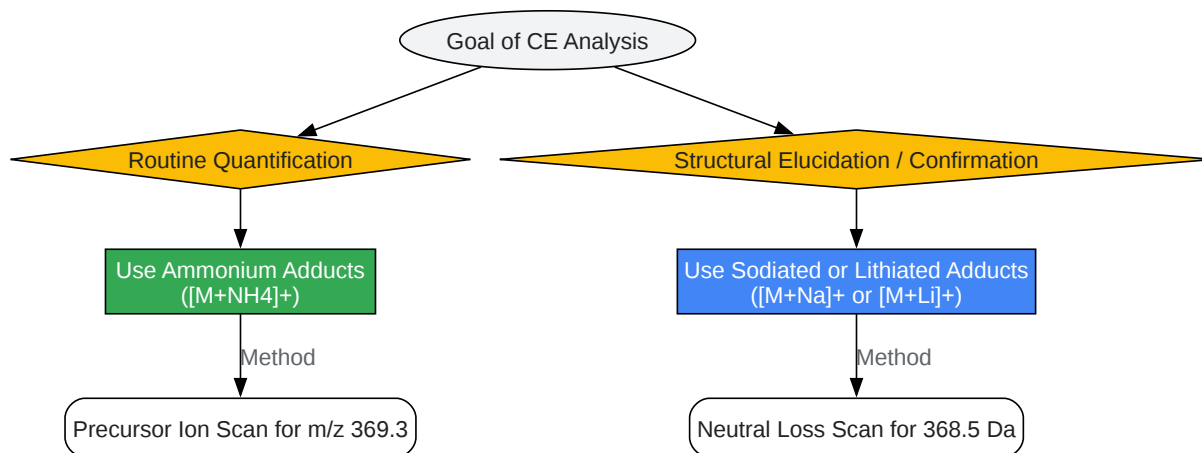 Goal of CE Analysis
Routine Quantification
Structural Elucidation / Confirmation
Use Ammonium Adducts
([M+NH4]+)
Use Sodiated or Lithiated Adducts
([M+Na]+ or [M+Li]+)
Method
Method
Precursor Ion Scan for m/z 369.3
Neutral Loss Scan for 368.5 Da